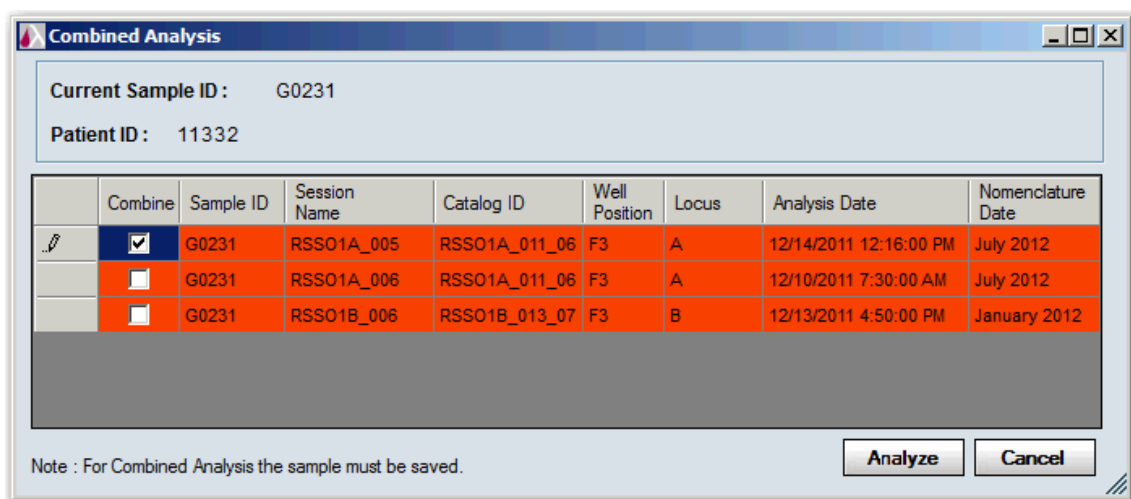 Combined Analysis
Current Sample ID : G0231
Patient ID : 11332
Combine Sample ID Session Name Catalog ID Well Position Locus Analysis Date Nomenclature Date
G0231 RSSO1A_005 RSSO1A_011_06 F3 A 12/14/2011 12:16:00 PM July 2012
G0231 RSSO1A_006 RSSO1A_011_06 F3 A 12/10/2011 7:30:00 AM July 2012
G0231 RSSO1B_006 RSSO1B_013_07 F3 B 12/13/2011 4:50:00 PM January 2012
Note : For Combined Analysis the sample must be saved.
Analyze Cancel